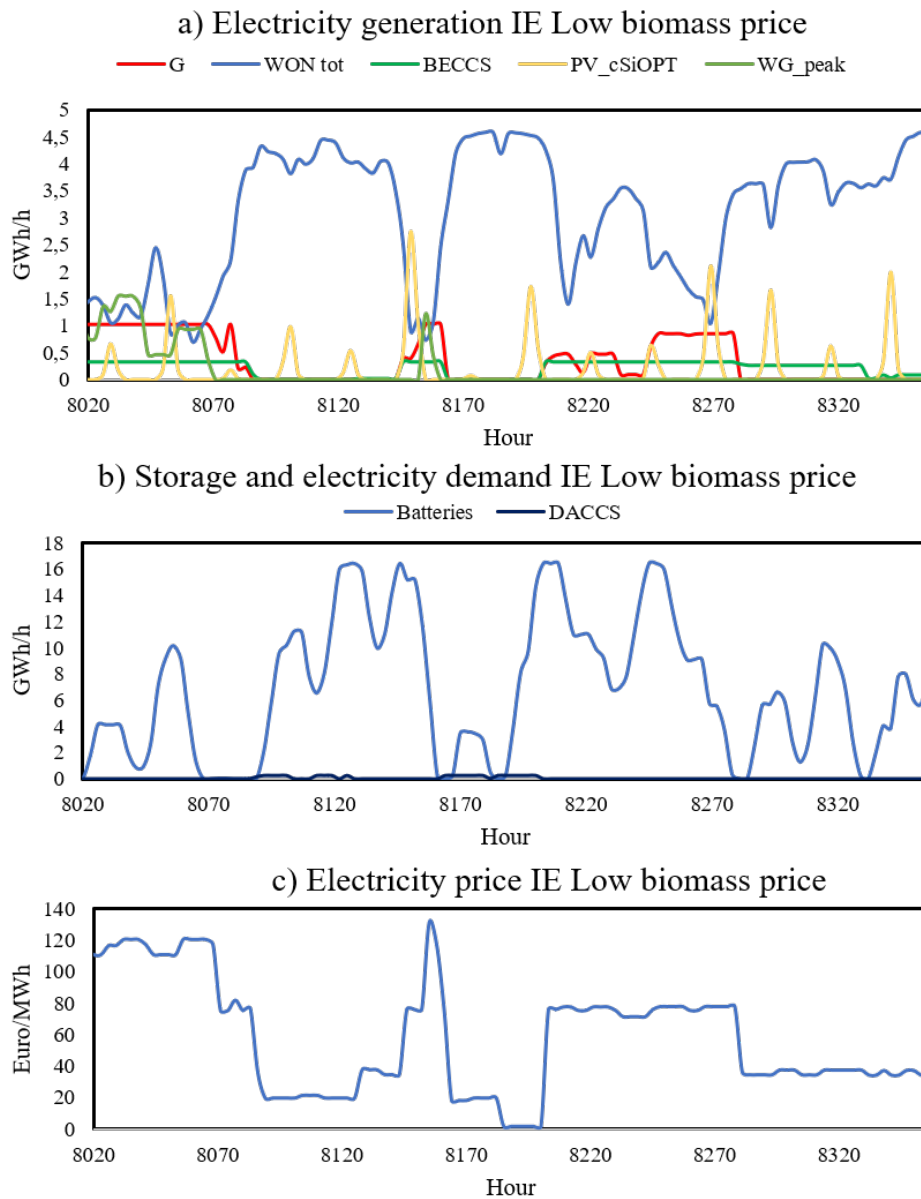 a) Electricity generation IE Low biomass price
G WON tot BECCS PV_cSiOPT WG_peak
5
4,5
4
3,5
3
2,5
2
1,5
1
0,5
0
GWh/h
8020 8070 8120 8170 8220 8270 8320
Hour
b) Storage and electricity demand IE Low biomass price
Batteries DACCS
18
16
14
12
10
8
6
4
2
0
GWh/h
8020 8070 8120 8170 8220 8270 8320
Hour
c) Electricity price IE Low biomass price
140
120
100
80
60
40
20
0
Euro/MWh
8020 8070 8120 8170 8220 8270 8320
Hour